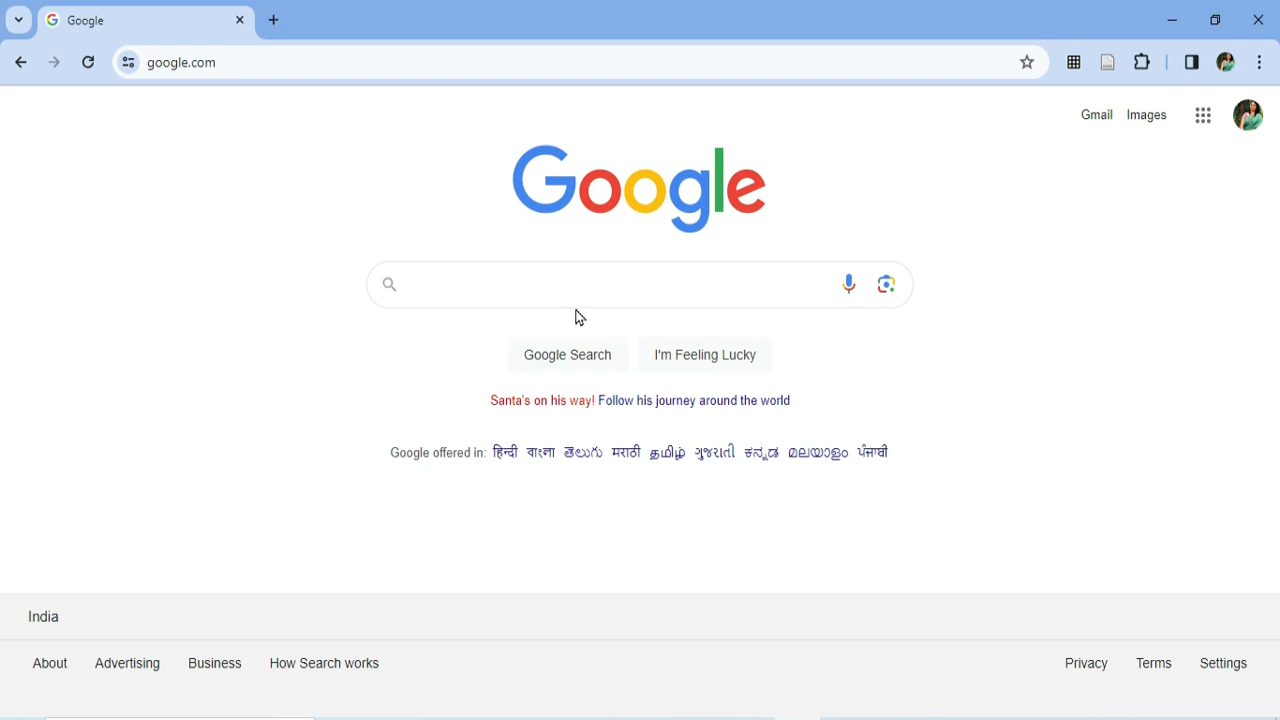 Google
google.com
Gmail Images
Google
Google Search I'm Feeling Lucky
Santa's on his way! Follow his journey around the world
Google offered in: हिन्दी বাংলা తెలుగు मराठी தமிழ் ગુજરાતી ಕನ್ನಡ മലയാളം ਪੰਜਾਬੀ
India
About Advertising Business How Search works Privacy Terms Settings